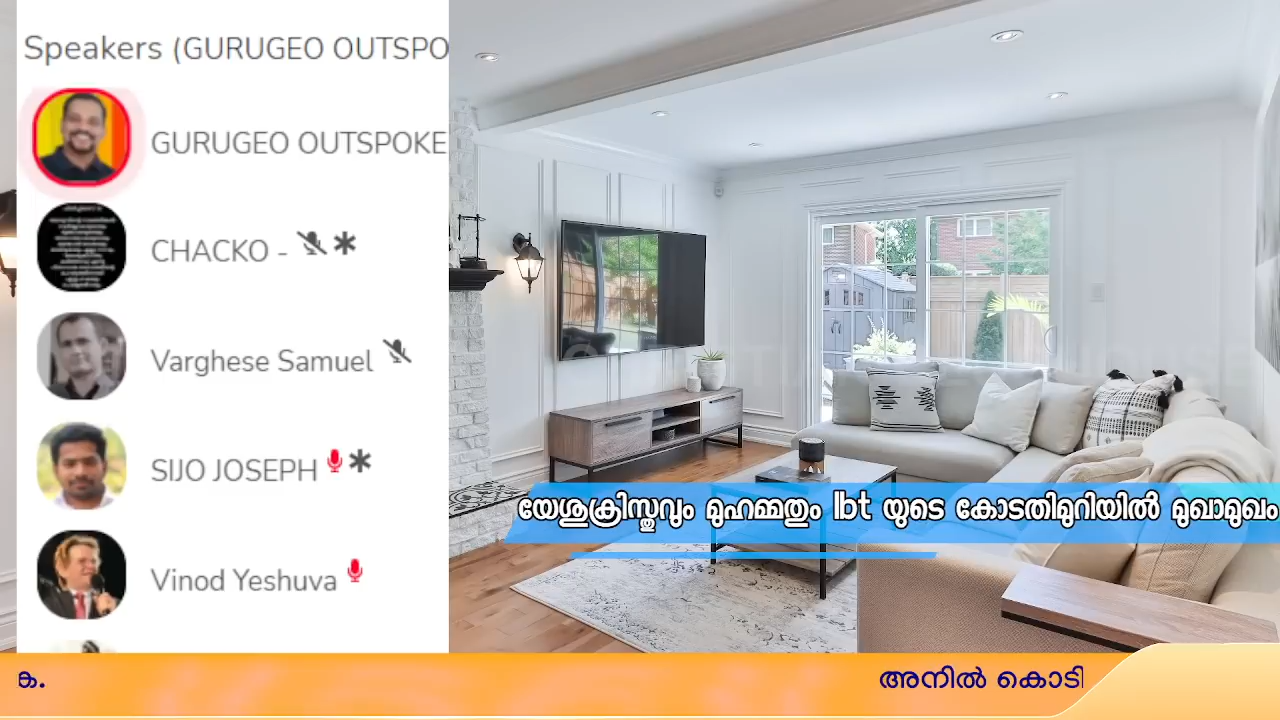 Speakers (GURUGEO OUTSPO
GURUGEO OUTSPOKE
CHACKO -
Varghese Samuel
SIJO JOSEPH
Vinod Yeshuva
യേശുക്രിസ്തുവും മുഹമ്മതും lbt യുടെ കോടതിമുറിയിൽ മുഖാമുഖം
ക. അനിൽ കൊടി